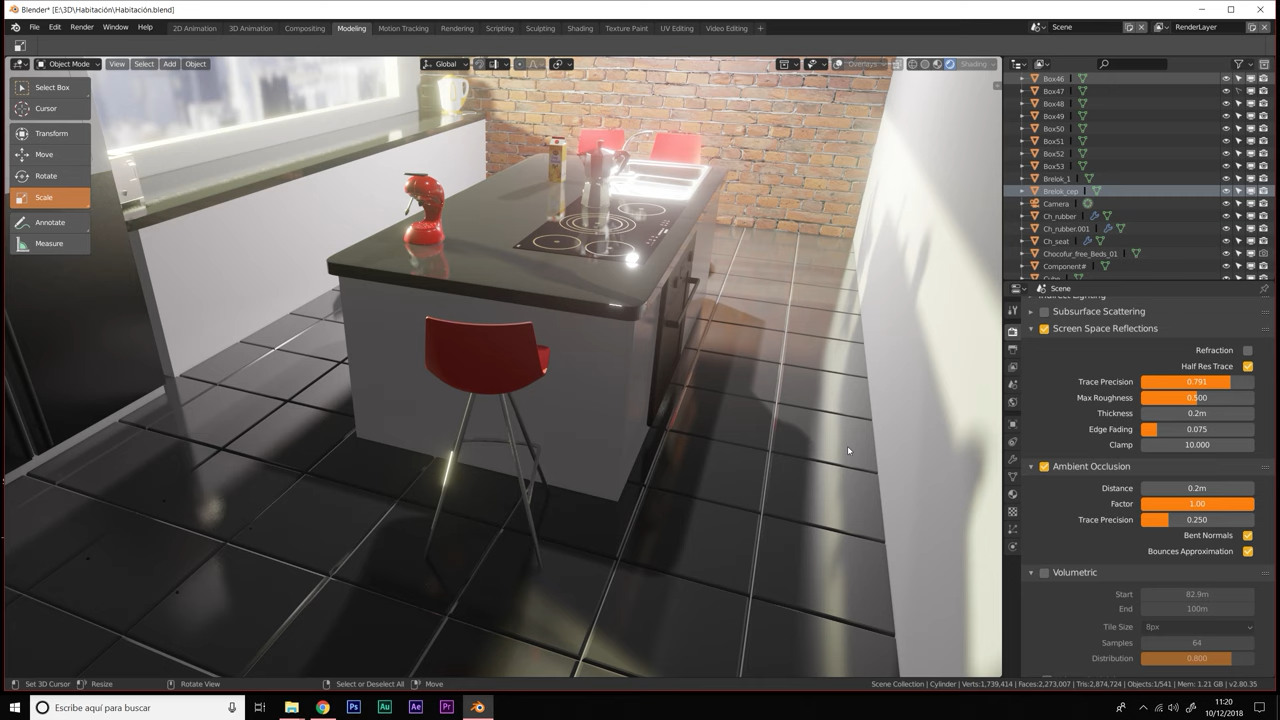 Blender* [E:\3D\Habitación\Habitación.blend]
File Edit Render Window Help 2D Animation 3D Animation Compositing Modeling Motion Tracking Rendering Scripting Sculpting Shading Texture Paint UV Editing Video Editing + Scene RenderLayer
Object Mode View Select Add Object Global Overlays Shading
Select Box
Cursor
Transform
Move
Rotate
Scale
Annotate
Measure
Box46
Box47
Box48
Box49
Box50
Box51
Box52
Box53
Brelok_1
Brelok_cep
Camera
Ch_rubber
Ch_rubber.001
Ch_seat
Chocofur_free_Beds_01
Component#
Scene
Indirect Lighting
Subsurface Scattering
Screen Space Reflections
Refraction
Half Res Trace
Trace Precision 0.791
Max Roughness 0.500
Thickness 0.2m
Edge Fading 0.075
Clamp 10.000
Ambient Occlusion
Distance 0.2m
Factor 1.00
Trace Precision 0.250
Bent Normals
Bounces Approximation
Volumetric
Start 82.9m
End 100m
Tile Size 8px
Samples 64
Distribution 0.800
Set 3D Cursor Resize Rotate View Select or Deselect All Move Scene Collection | Cylinder | Verts:1,739,414 | Faces:2,273,007 | Tris:2,874,724 | Objects:1/541 | Mem: 1.21 GB | v2.80.35
Escribe aquí para buscar Ps Au Ae Pr
11:20
10/12/2018